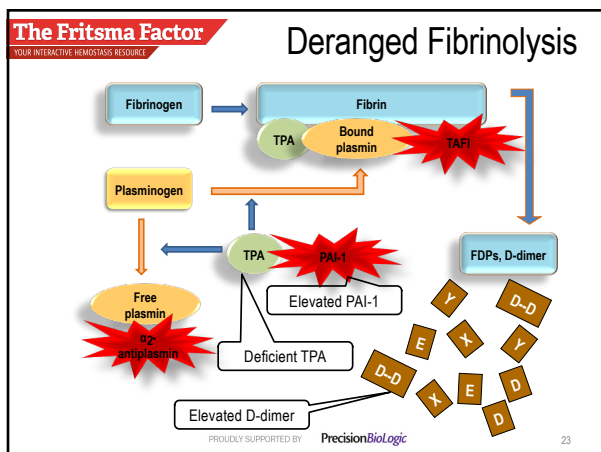 The Fritsma Factor
YOUR INTERACTIVE HEMOSTASIS RESOURCE
Deranged Fibrinolysis
Fibrinogen
Fibrin
TPA
Bound
plasmin
TAFI
Plasminogen
TPA
PAI-1
FDPs, D-dimer
Elevated PAI-1
Free
plasmin
α2-
antiplasmin
Deficient TPA
Y
D--D
E
X
Y
D--D
X
E
D
D
Elevated D-dimer
PROUDLY SUPPORTED BY PrecisionBioLogic
23